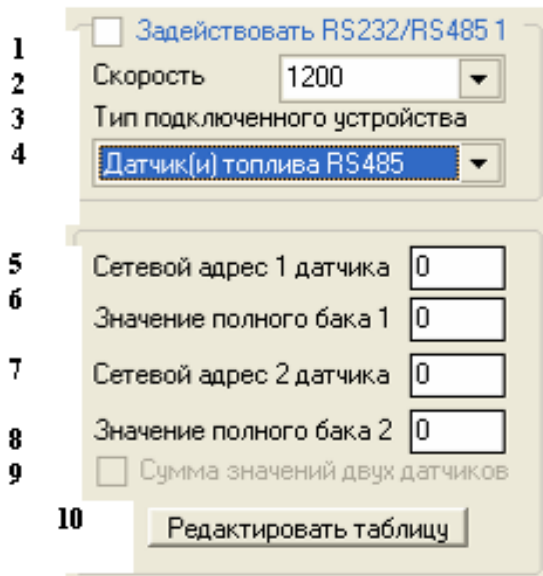 1 Задействовать RS232/RS485 1
2 Скорость 1200
3 Тип подключенного устройства
4 Датчик(и) топлива RS485
5 Сетевой адрес 1 датчика 0
6 Значение полного бака 1 0
7 Сетевой адрес 2 датчика 0
8 Значение полного бака 2 0
9 Сумма значений двух датчиков
10 Редактировать таблицу